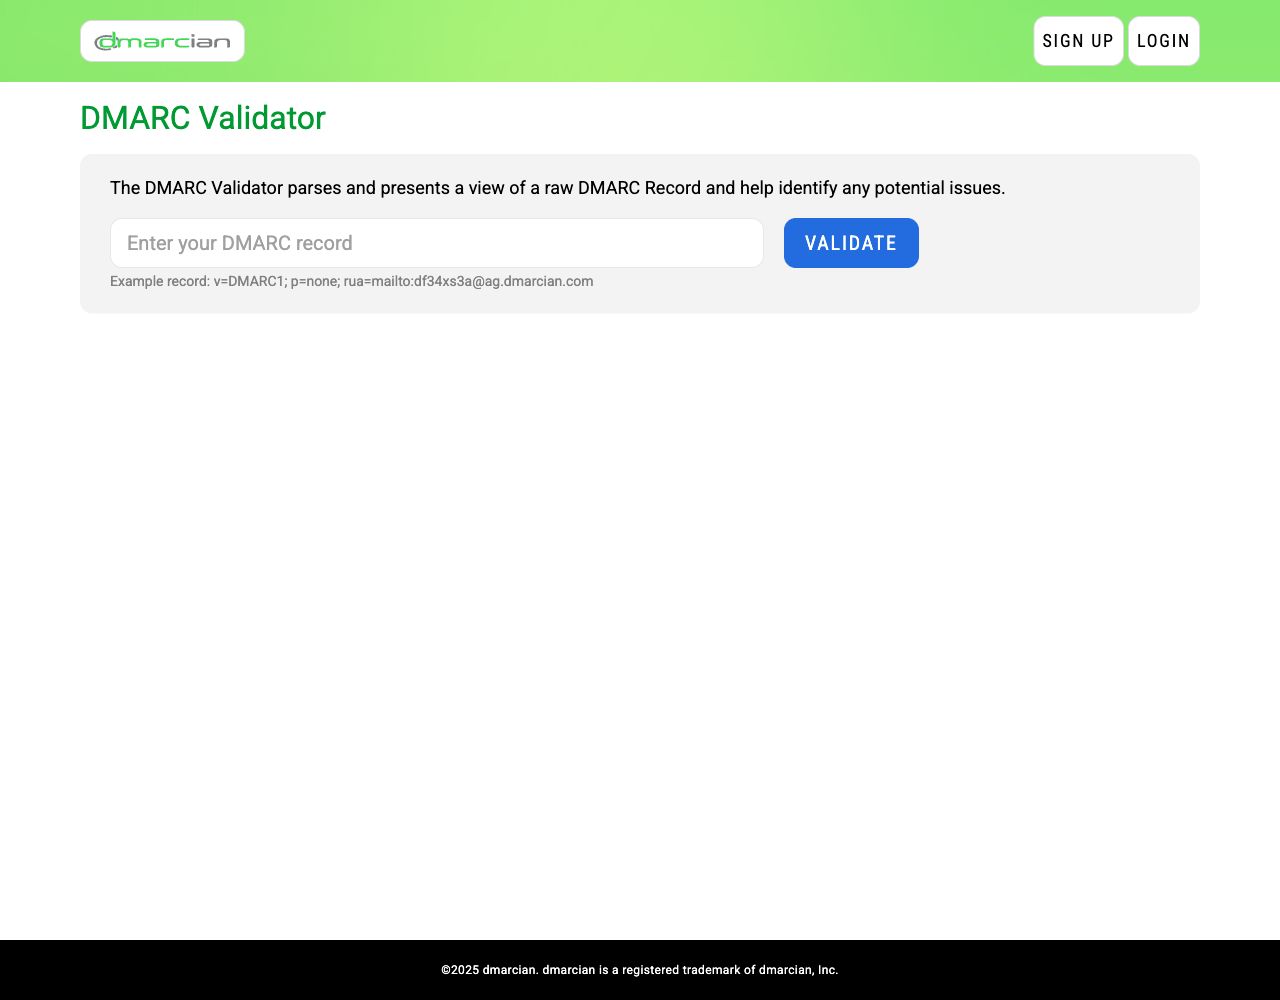 dmarcian
SIGN UP
LOGIN
DMARC Validator
The DMARC Validator parses and presents a view of a raw DMARC Record and help identify any potential issues.
Enter your DMARC record
VALIDATE
Example record: v=DMARC1; p=none; rua=mailto:df34xs3a@ag.dmarcian.com
©2025 dmarcian. dmarcian is a registered trademark of dmarcian, Inc.